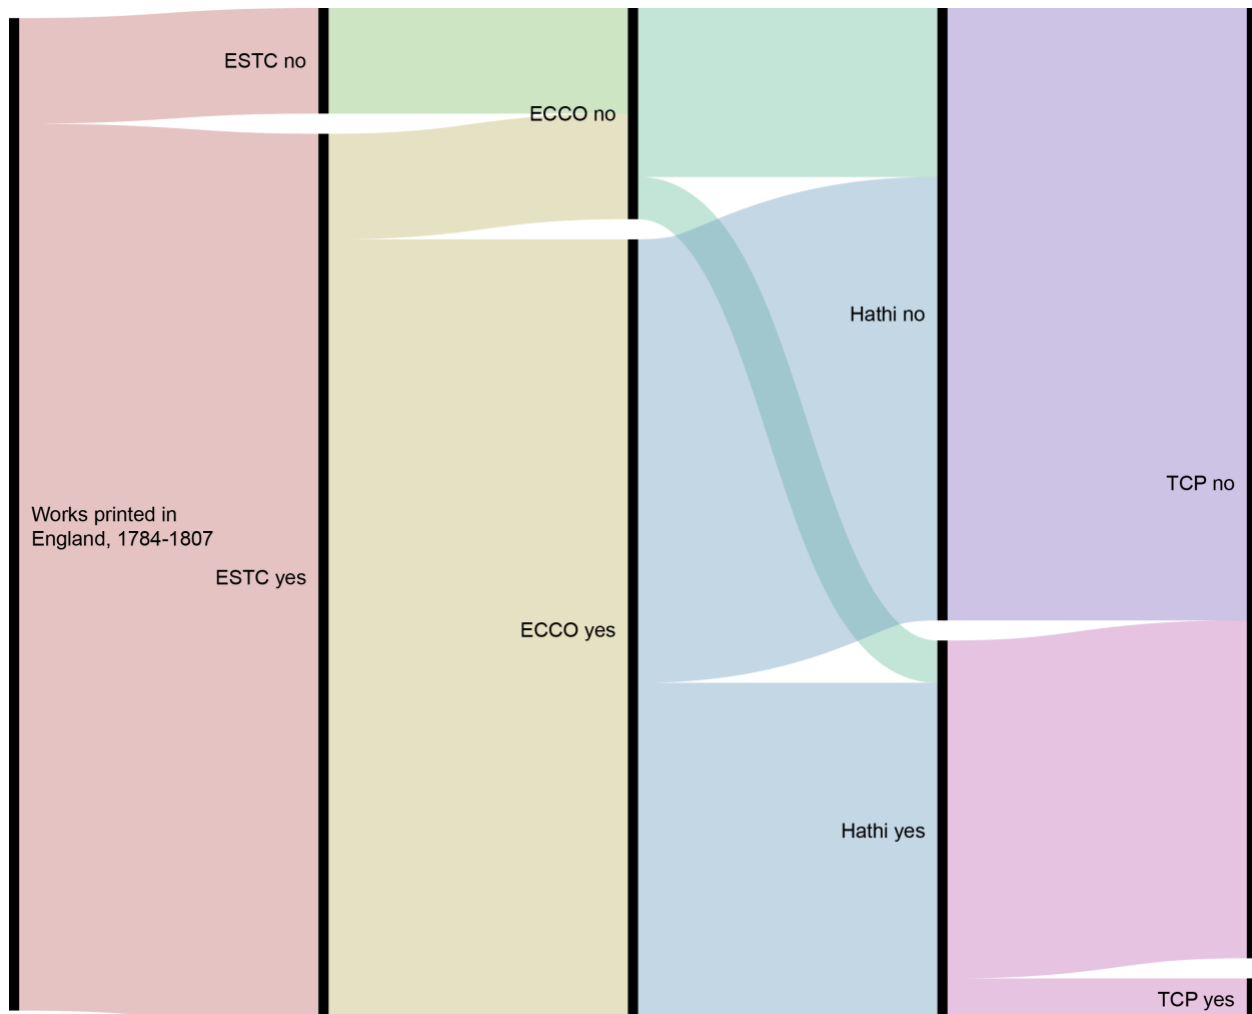 ESTC no
ECCO no
Hathi no
TCP no
Works printed in
England, 1784-1807
ESTC yes
ECCO yes
Hathi yes
TCP yes